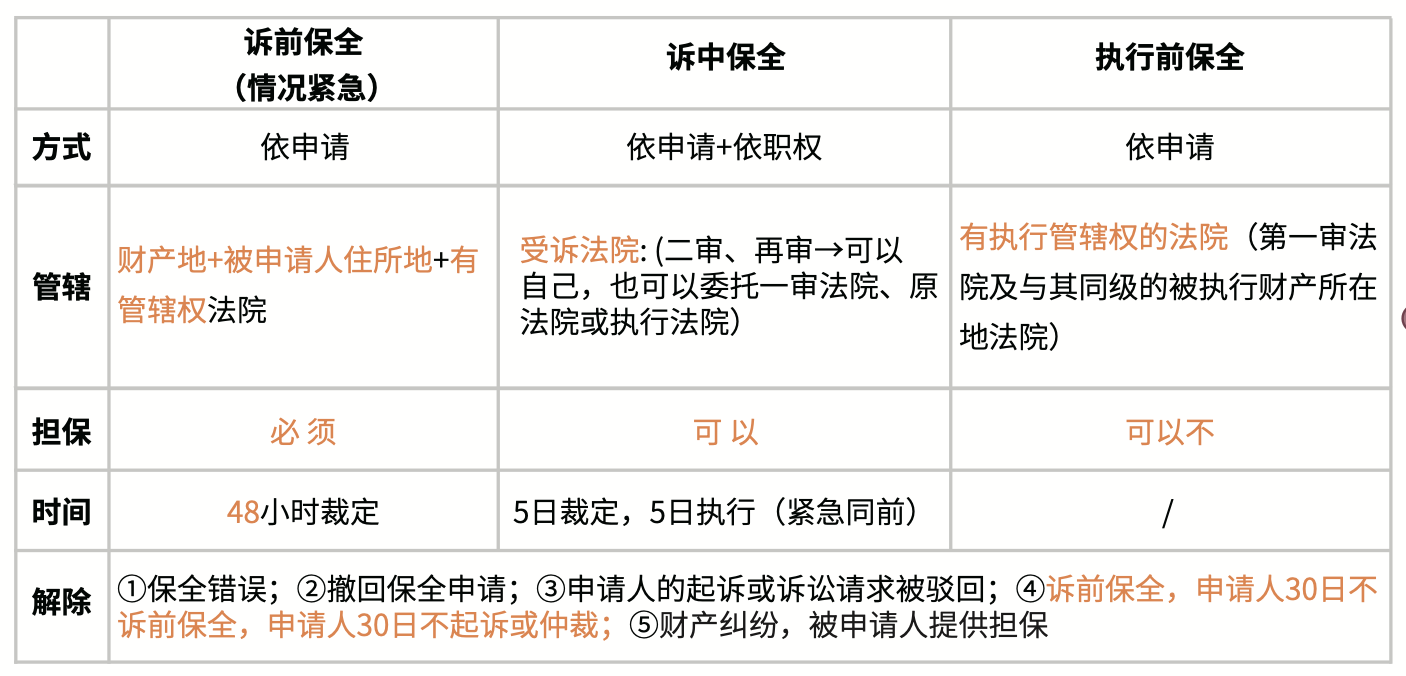 诉前保全
（情况紧急）
诉中保全
执行前保全
方式
依申请
依申请+依职权
依申请
管辖
财产地+被申请人住所地+有
管辖权法院
受诉法院: (二审、再审→可以
自己，也可以委托一审法院、原
法院或执行法院）
有执行管辖权的法院（第一审法
院及与其同级的被执行财产所在
地法院）
担保
必 须
可 以
可以不
时间
48小时裁定
5日裁定，5日执行（紧急同前）
/
解除
①保全错误；②撤回保全申请；③申请人的起诉或诉讼请求被驳回；④诉前保全，申请人30日不
诉前保全，申请人30日不起诉或仲裁；⑤财产纠纷，被申请人提供担保